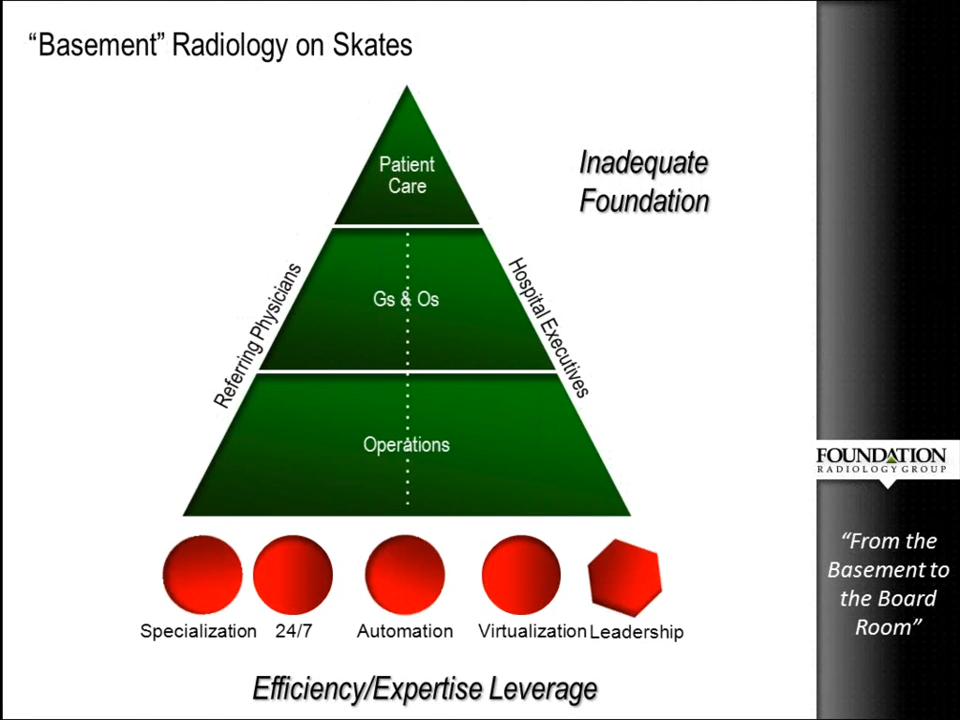 “Basement” Radiology on Skates
Patient
Care
Inadequate
Foundation
Referring Physicians
Gs & Os
Hospital Executives
Operations
Specialization
24/7
Automation
Virtualization
Leadership
Efficiency/Expertise Leverage
FOUNDATION
RADIOLOGY GROUP
“From the
Basement to
the Board
Room”